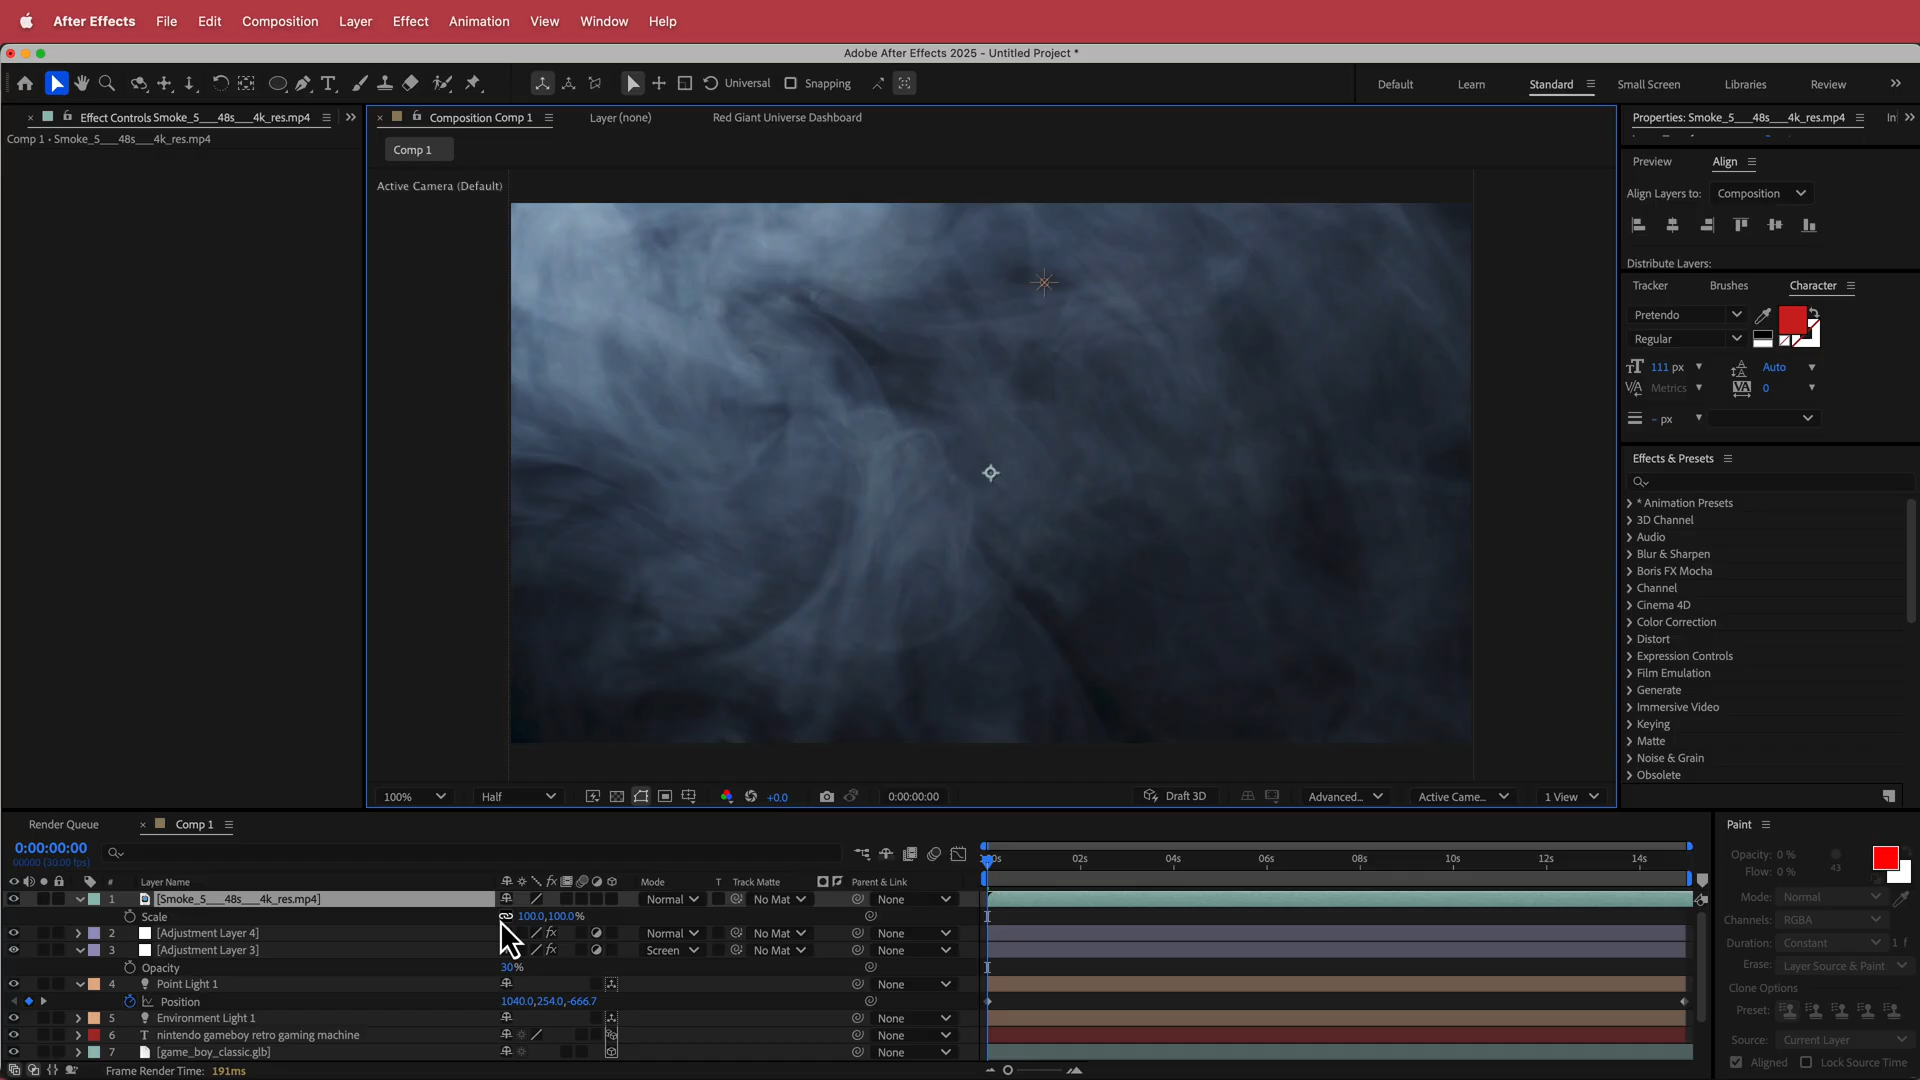 After Effects File Edit Composition Layer Effect Animation View Window Help
Adobe After Effects 2025 - Untitled Project *
Universal Snapping Default Learn Standard Small Screen Libraries Review
Effect Controls Smoke_5___48s___4k_res.mp4
Composition Comp 1 Layer (none) Red Giant Universe Dashboard
Properties: Smoke_5___48s___4k_res.mp4
Comp 1 • Smoke_5___48s___4k_res.mp4
Comp 1
Active Camera (Default)
Preview Align
Align Layers to: Composition
Distribute Layers:
Tracker Brushes Character
Pretendo
Regular
111 px Auto
Metrics 0
- px
Effects & Presets
* Animation Presets
3D Channel
Audio
Blur & Sharpen
Boris FX Mocha
Channel
Cinema 4D
Color Correction
Distort
Expression Controls
Film Emulation
Generate
Immersive Video
Keying
Matte
Noise & Grain
Obsolete
100% Half +0.0 0:00:00:00 Draft 3D Advanced... Active Came... 1 View
Render Queue Comp 1
0:00:00:00
00000 (30.00 fps)
02s 04s 06s 08s 10s 12s 14s
# Layer Name Mode T Track Matte Parent & Link
1 [Smoke_5___48s___4k_res.mp4] Normal No Mat None
Scale 100.0,100.0%
2 [Adjustment Layer 4] Normal No Mat None
3 [Adjustment Layer 3] Screen No Mat None
Opacity 30%
4 Point Light 1 None
Position 1040.0,254.0,-666.7
5 Environment Light 1 None
6 T nintendo gameboy retro gaming machine None
7 [game_boy_classic.glb] None
Frame Render Time: 191ms
Paint
Opacity: 0 %
Flow: 0 % 43
Mode: Normal
Channels: RGBA
Duration: Constant 1 f
Erase: Layer Source & Paint
Clone Options
Preset:
Source: Current Layer
Aligned Lock Source Time